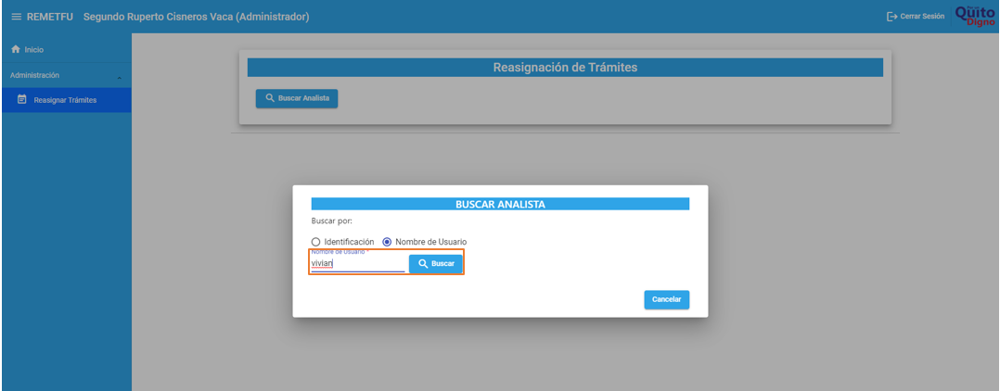 REMETFU Segundo Ruperto Cisneros Vaca (Administrador) Cerrar Sesión
Quito
Digno
Inicio
Administración
Reasignar Trámites
Reasignación de Trámites
Buscar Analista
BUSCAR ANALISTA
Buscar por:
Identificación Nombre de Usuario
Nombre de Usuario *
vivian
Buscar
Cancelar